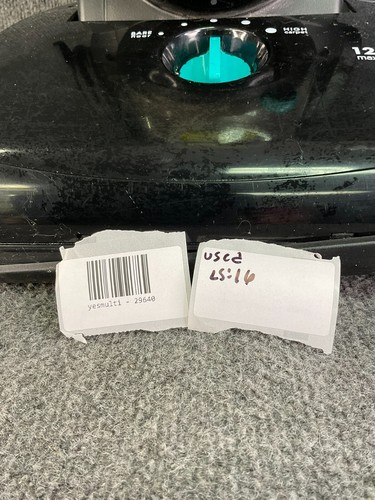 BARE HIGH
floor carpet
12
max
yesmulti - 29640
used
LS:16